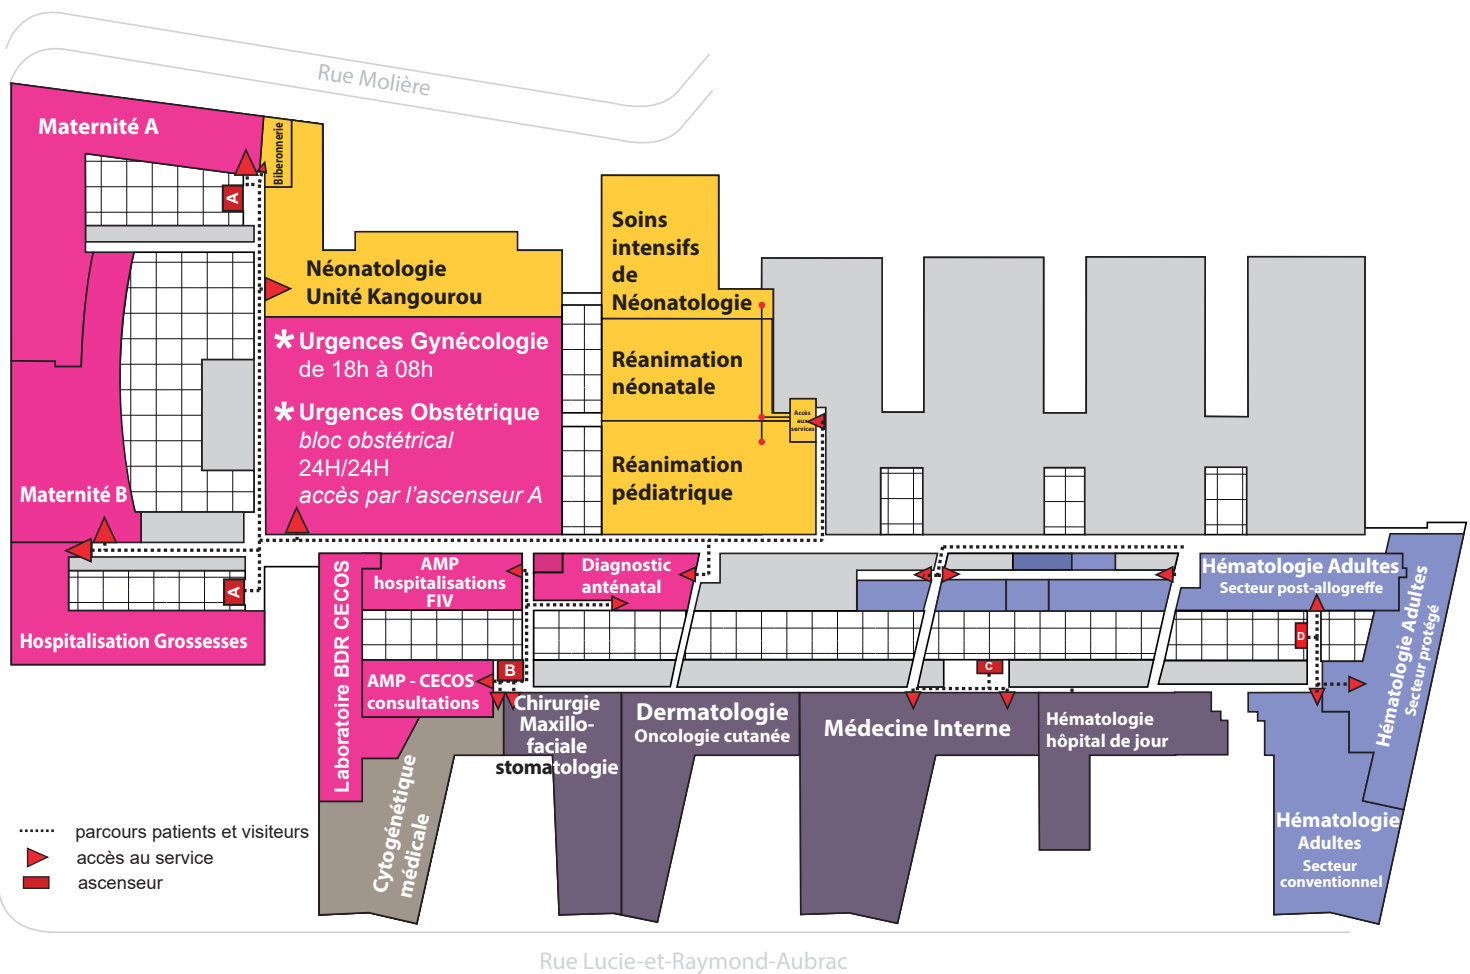 Rue Molière
Maternité A
Biberonnerie
A
Néonatologie
Unité Kangourou
Soins
intensifs
de
Néonatologie
* Urgences Gynécologie
de 18h à 08h
* Urgences Obstétrique
bloc obstétrical
24H/24H
accès par l’ascenseur A
Réanimation
néonatale
Accès
aux
services
Réanimation
pédiatrique
Maternité B
A
Hospitalisation Grossesses
Laboratoire BDR CECOS
AMP
hospitalisations
FIV
Diagnostic
anténatal
Hématologie Adultes
Secteur post-allogreffe
Hématologie Adultes
Secteur protégé
B
C
D
AMP - CECOS
consultations
Chirurgie
Maxillo-
faciale
stomatologie
Dermatologie
Oncologie cutanée
Médecine Interne
Hématologie
hôpital de jour
Cytogénétique
médicale
Hématologie
Adultes
Secteur
conventionnel
parcours patients et visiteurs
accès au service
ascenseur
Rue Lucie-et-Raymond-Aubrac